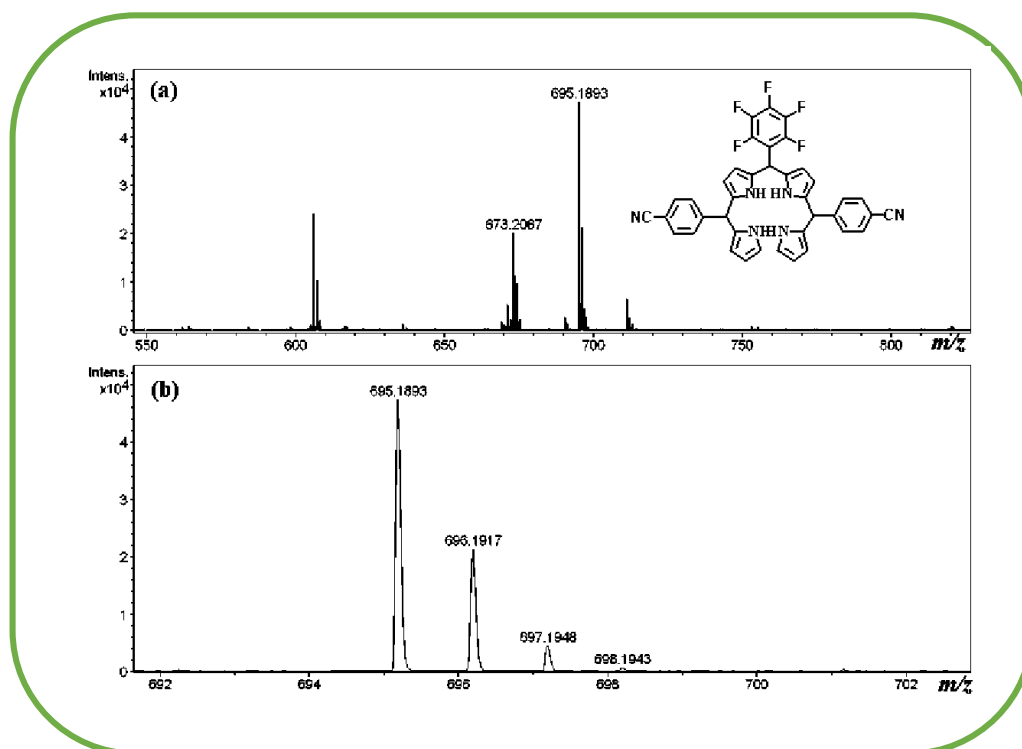 Intens.
x10⁴
(a)
695.1893
673.2067
4
3
2
1
0
550
600
650
700
750
800
m/z
F
F
F
F
F
NH
HN
NC
CN
NH
HN
Intens.
x10⁴
(b)
695.1893
696.1917
697.1948
698.1943
4
3
2
1
0
692
694
696
698
700
702
m/z